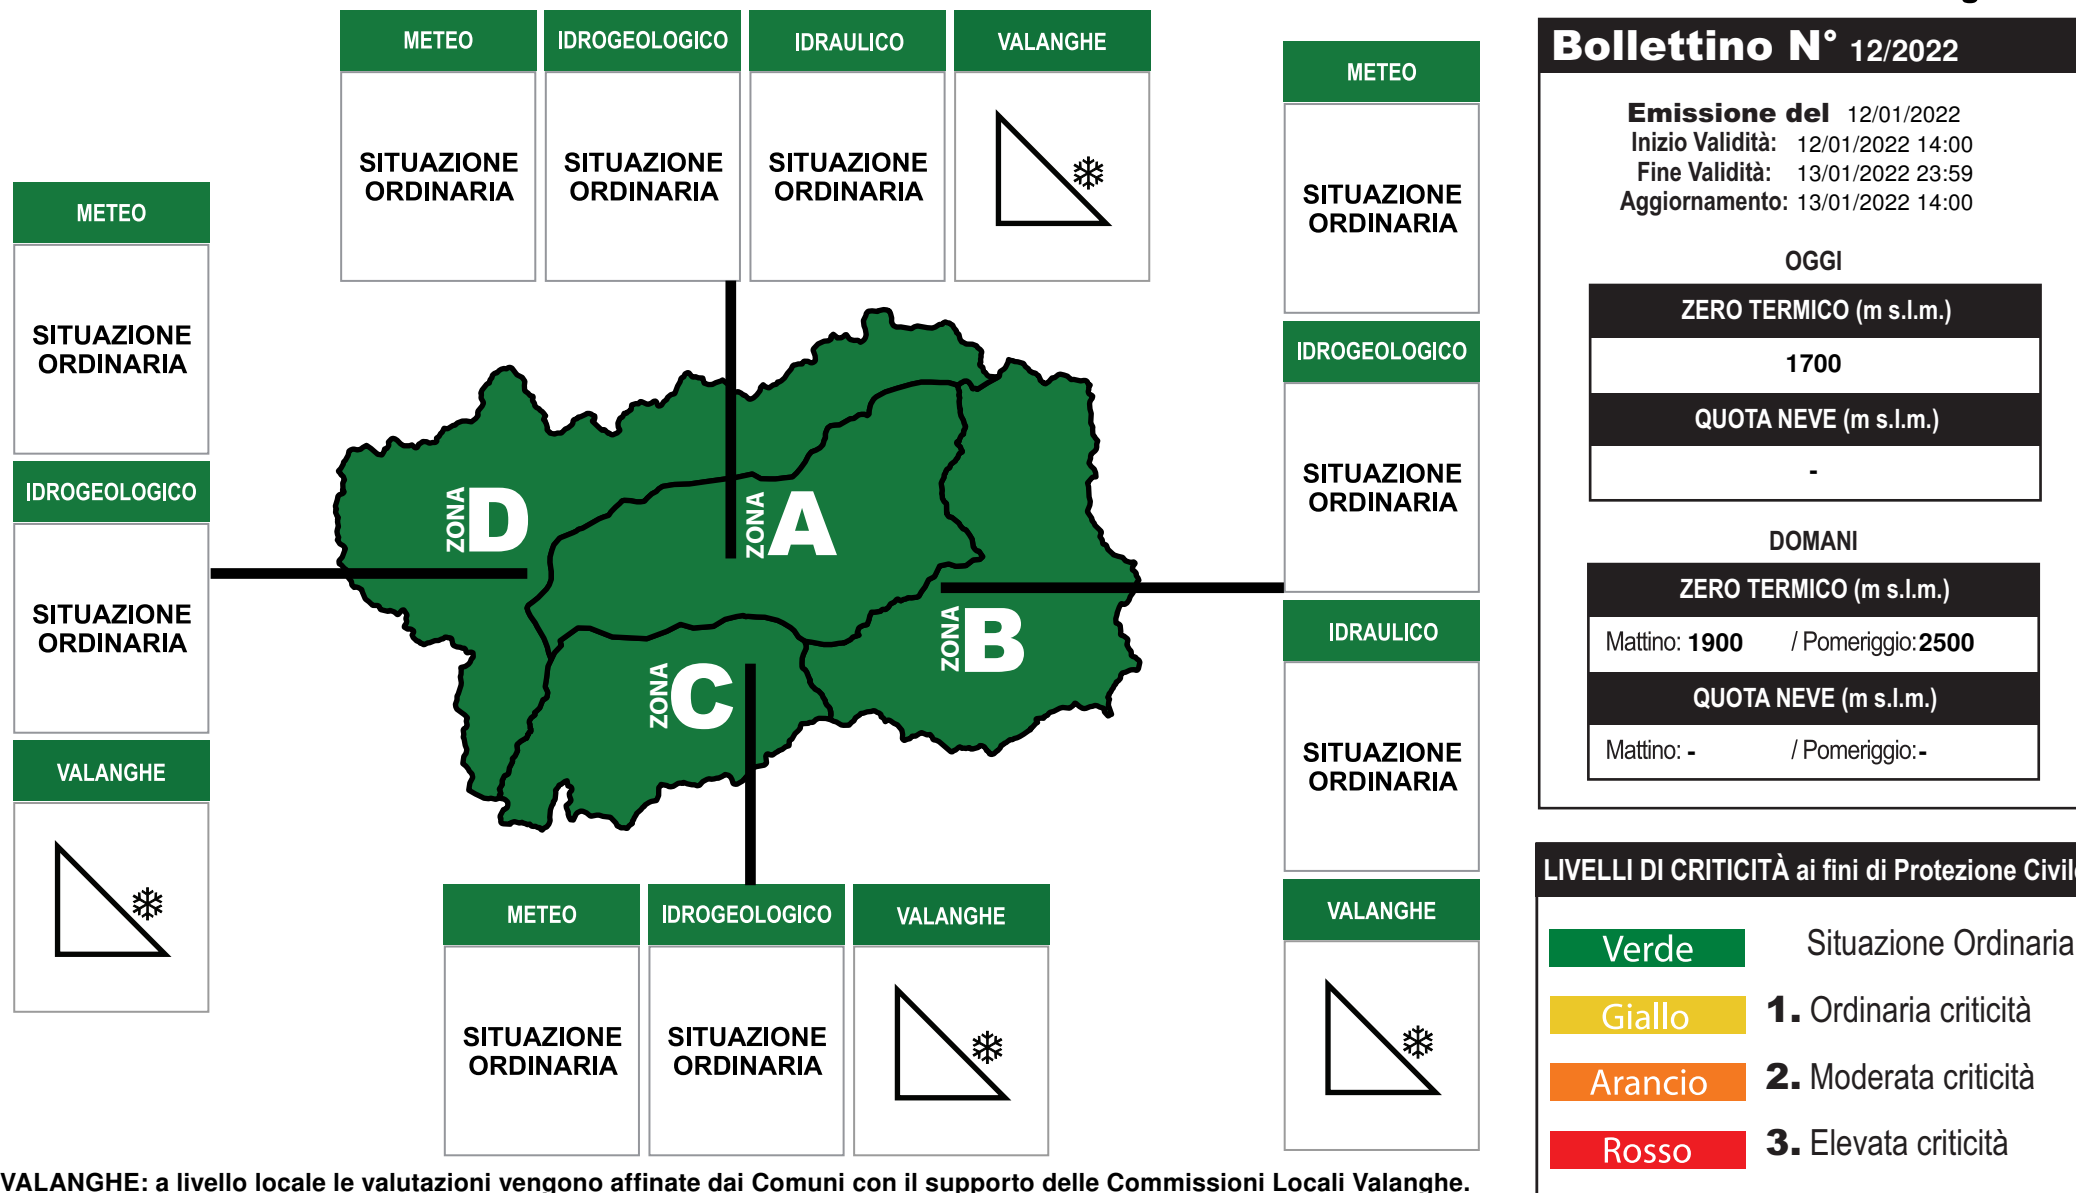 METEO
IDROGEOLOGICO
IDRAULICO
VALANGHE
SITUAZIONE
ORDINARIA
SITUAZIONE
ORDINARIA
SITUAZIONE
ORDINARIA
METEO
SITUAZIONE
ORDINARIA
IDROGEOLOGICO
SITUAZIONE
ORDINARIA
VALANGHE
ZONA D
ZONA A
ZONA B
ZONA C
METEO
SITUAZIONE
ORDINARIA
IDROGEOLOGICO
SITUAZIONE
ORDINARIA
IDRAULICO
SITUAZIONE
ORDINARIA
VALANGHE
METEO
IDROGEOLOGICO
VALANGHE
SITUAZIONE
ORDINARIA
SITUAZIONE
ORDINARIA
VALANGHE: a livello locale le valutazioni vengono affinate dai Comuni con il supporto delle Commissioni Locali Valanghe.
Bollettino N° 12/2022
Emissione del 12/01/2022
Inizio Validità: 12/01/2022 14:00
Fine Validità: 13/01/2022 23:59
Aggiornamento: 13/01/2022 14:00
OGGI
ZERO TERMICO (m s.l.m.)
1700
QUOTA NEVE (m s.l.m.)
-
DOMANI
ZERO TERMICO (m s.l.m.)
Mattino: 1900 / Pomeriggio: 2500
QUOTA NEVE (m s.l.m.)
Mattino: - / Pomeriggio: -
LIVELLI DI CRITICITÀ ai fini di Protezione Civile
Verde Situazione Ordinaria
Giallo 1. Ordinaria criticità
Arancio 2. Moderata criticità
Rosso 3. Elevata criticità